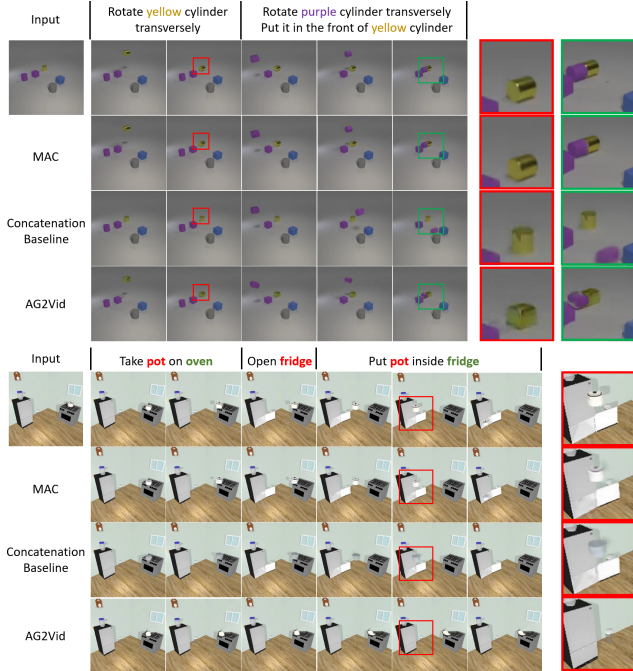 Input
Rotate yellow cylinder
transversely
Rotate purple cylinder transversely
Put it in the front of yellow cylinder
MAC
Concatenation
Baseline
AG2Vid
Input
Take pot on oven
Open fridge
Put pot inside fridge
MAC
Concatenation
Baseline
AG2Vid